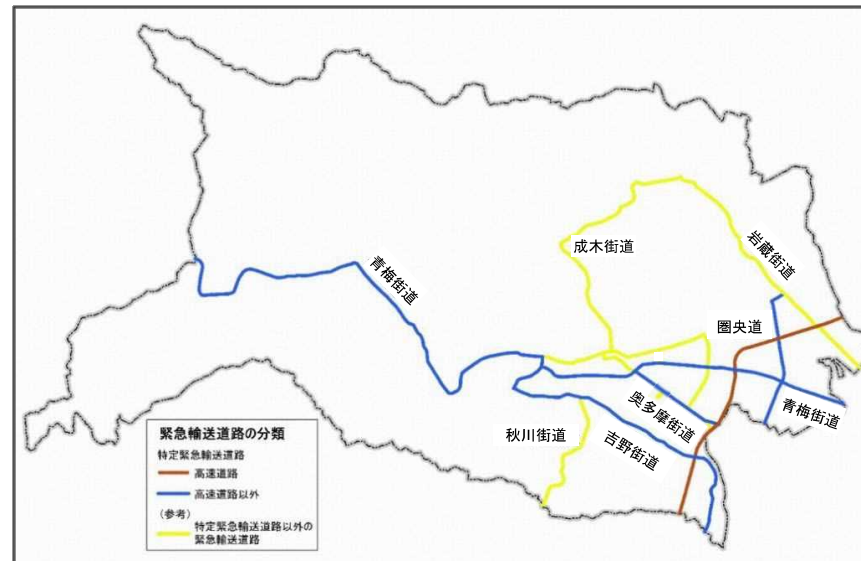 成木街道
岩蔵街道
青梅街道
圏央道
奥多摩街道
青梅街道
秋川街道
吉野街道
緊急輸送道路の分類
特定緊急輸送道路
高速道路
高速道路以外
(参考)
特定緊急輸送道路以外の
緊急輸送道路